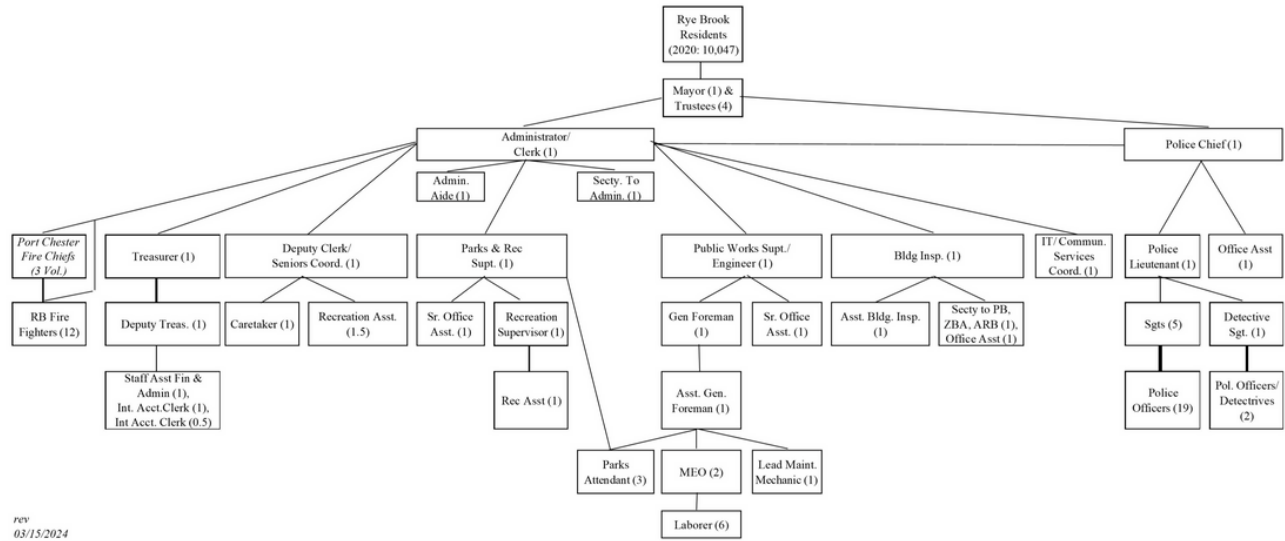 Rye Brook
Residents
(2020: 10,047)
Mayor (1) &
Trustees (4)
Administrator/
Clerk (1)
Police Chief (1)
Admin.
Aide (1)
Secty. To
Admin. (1)
Port Chester
Fire Chiefs
(3 Vol.)
Treasurer (1)
Deputy Clerk/
Seniors Coord. (1)
Parks & Rec
Supt. (1)
Public Works Supt./
Engineer (1)
Bldg Insp. (1)
IT/ Commun.
Services
Coord. (1)
Police
Lieutenant (1)
Office Asst
(1)
RB Fire
Fighters (12)
Deputy Treas. (1)
Caretaker (1)
Recreation Asst.
(1.5)
Sr. Office
Asst. (1)
Recreation
Supervisor (1)
Gen Foreman
(1)
Sr. Office
Asst. (1)
Asst. Bldg. Insp.
(1)
Secty to PB,
ZBA, ARB (1),
Office Asst (1)
Sgts (5)
Detective
Sgt. (1)
Staff Asst Fin &
Admin (1),
Int. Acct.Clerk (1),
Int Acct. Clerk (0.5)
Rec Asst (1)
Asst. Gen.
Foreman (1)
Police
Officers (19)
Pol. Officers/
Detectrives
(2)
Parks
Attendant (3)
MEO (2)
Lead Maint.
Mechanic (1)
Laborer (6)
rev
03/15/2024